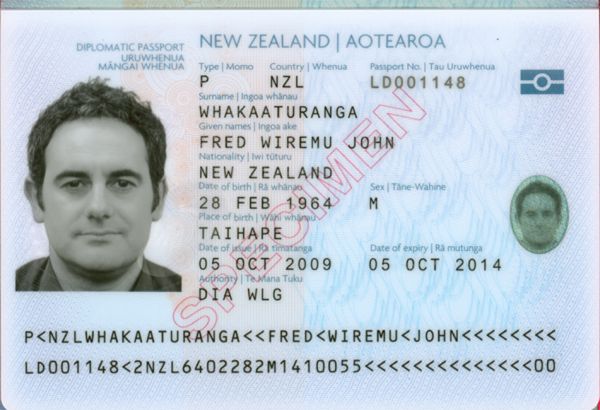 NEW ZEALAND | AOTEAROA
DIPLOMATIC PASSPORT
URUWHENUA
MĀNGAI WHENUA
Type | Momo Country | Whenua Passport No. | Tau Uruwhenua
P NZL LD001148
Surname | Ingoa whānau
WHAKAATURANGA
Given names | Ingoa ake
FRED WIREMU JOHN
Nationality | Iwi tūturu
NEW ZEALAND
Date of birth | Rā whānau Sex | Tāne-Wahine
28 FEB 1964 M
Place of birth | Wāhi whānau
TAIHAPE
Date of issue | Rā timatanga Date of expiry | Rā mutunga
05 OCT 2009 05 OCT 2014
Authority | Te Mana Tuku
DIA WLG
SPECIMEN
P<NZLWHAKAATURANGA<<FRED<WIREMU<JOHN<<<<<<<<
LD001148<2NZL6402282M1410055<<<<<<<<<<<<<<00